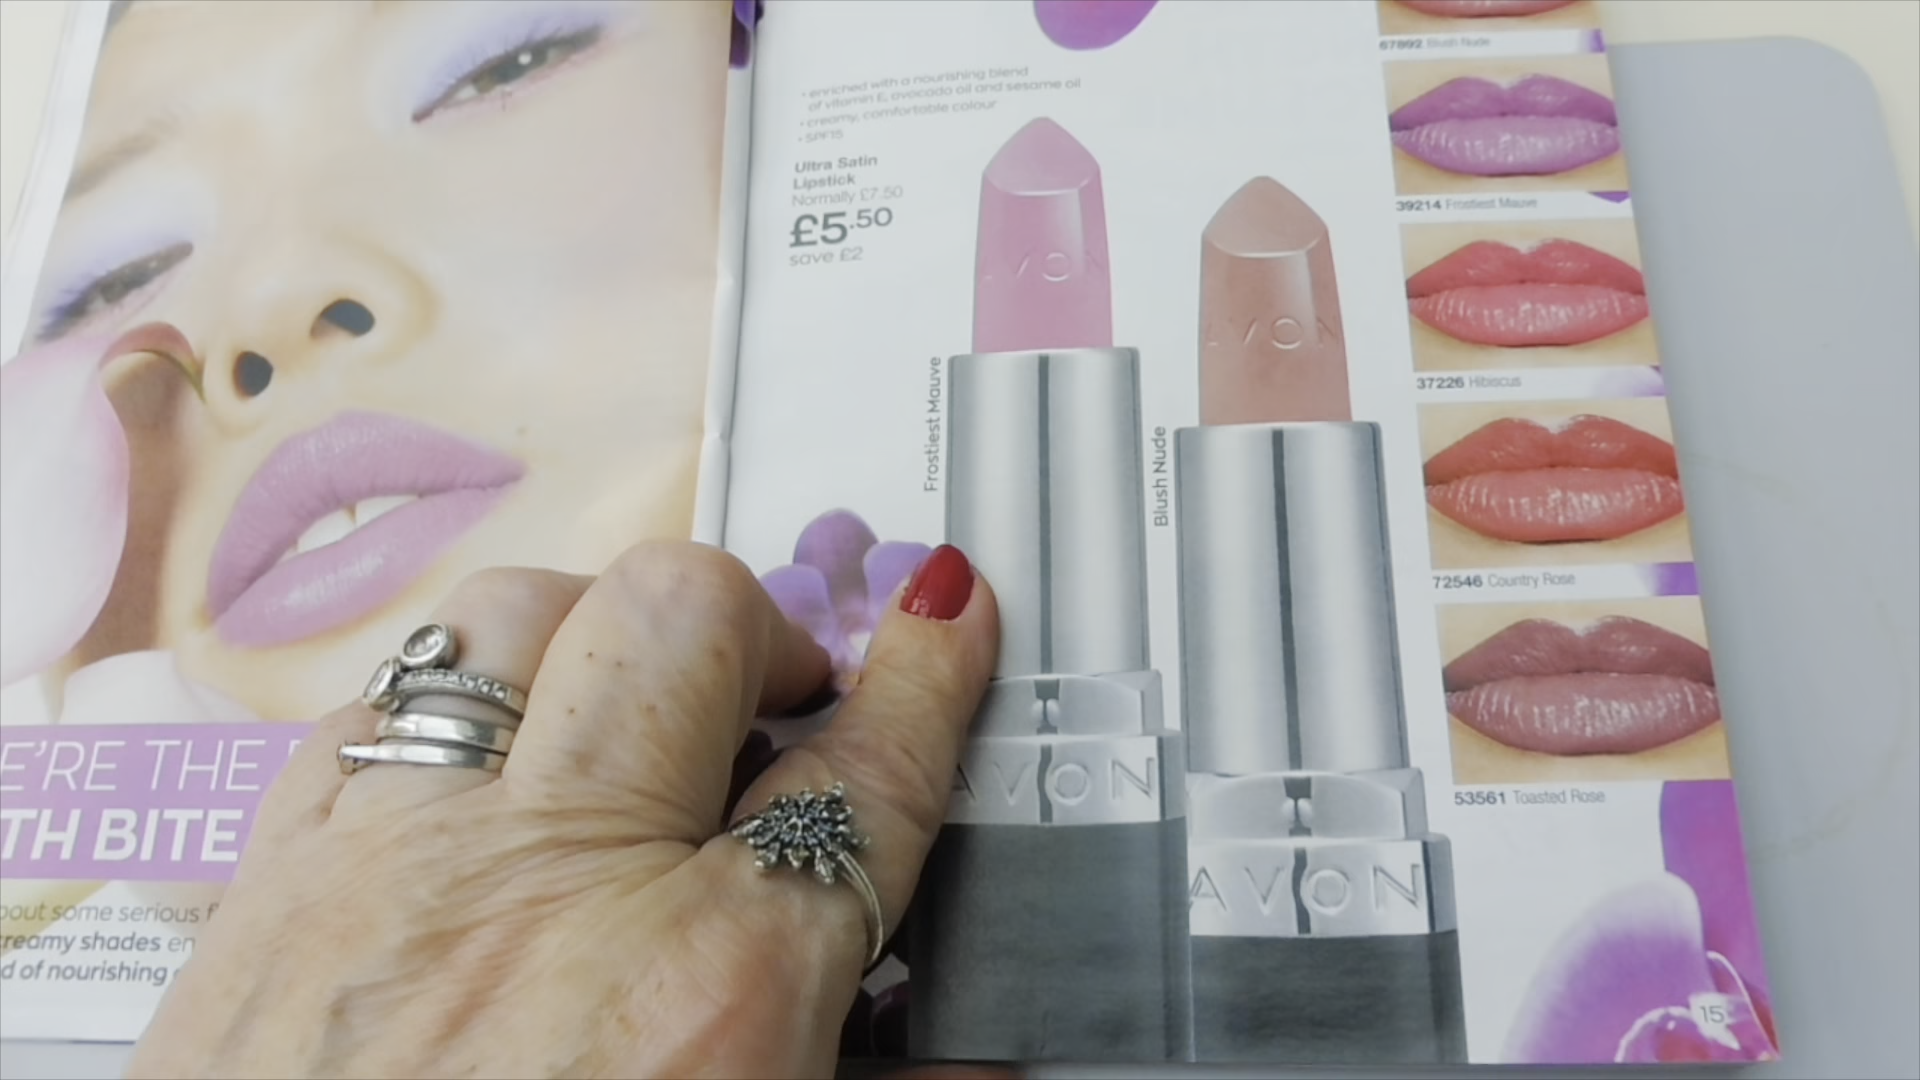 E'RE THE
TH BITE
out some serious
creamy shades en
d of nourishing
• enriched with a nourishing blend
of vitamin E, avocado oil and sesame oil
• creamy, comfortable colour
• SPF15
Ultra Satin
Lipstick
Normally £7.50
£5.50
save £2
Frostiest Mauve
Blush Nude
AVON
AVON
AVON
AVON
67892 Blush Nude
39214 Frostiest Mauve
37226 Hibiscus
72546 Country Rose
53561 Toasted Rose
15